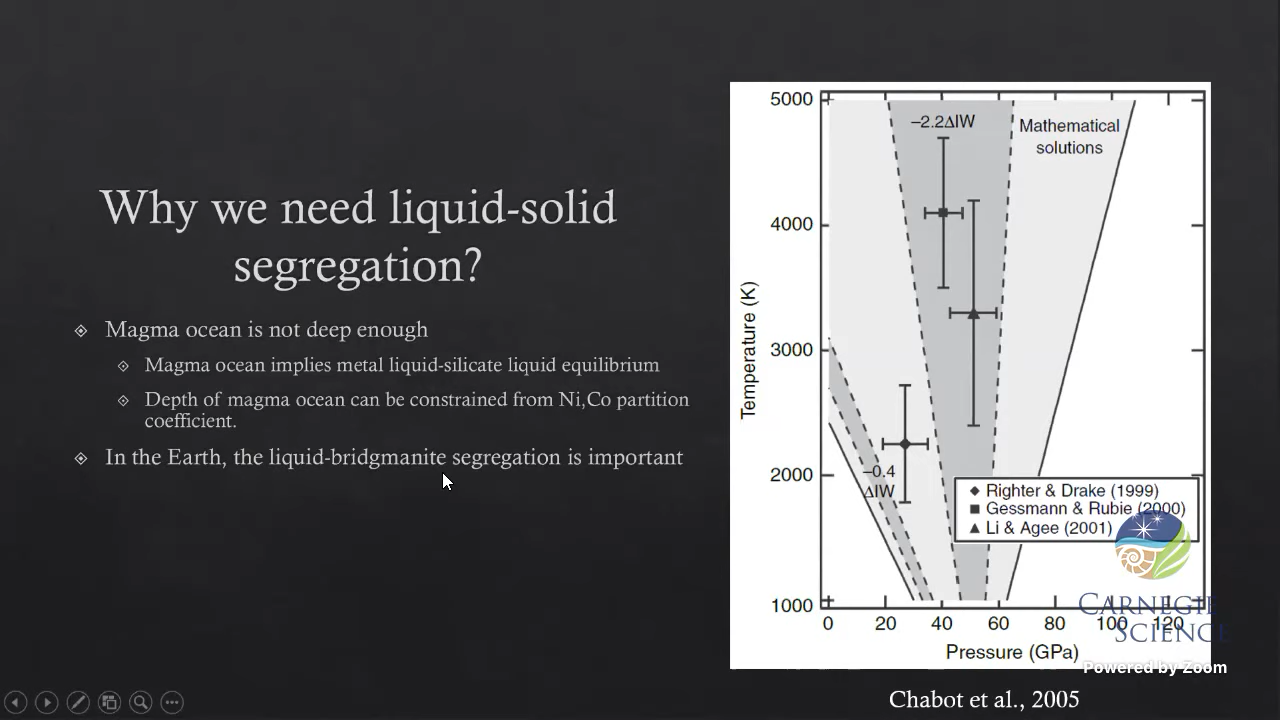 Why we need liquid-solid
segregation?
Magma ocean is not deep enough
Magma ocean implies metal liquid-silicate liquid equilibrium
Depth of magma ocean can be constrained from Ni,Co partition
coefficient.
In the Earth, the liquid-bridgmanite segregation is important
5000
4000
3000
2000
1000
Temperature (K)
−2.2ΔIW
Mathematical
solutions
−0.4
ΔIW
Righter & Drake (1999)
Gessmann & Rubie (2000)
Li & Agee (2001)
0 20 40 60 80 100 120
Pressure (GPa)
CARNEGIE
SCIENCE
Powered by Zoom
Chabot et al., 2005